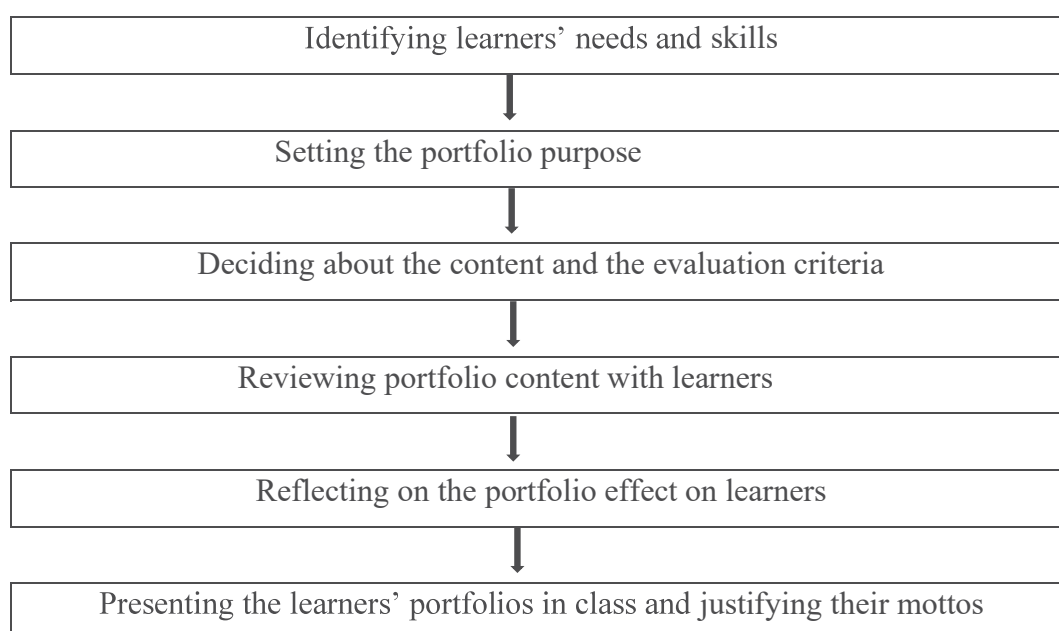 Identifying learners’ needs and skills
Setting the portfolio purpose
Deciding about the content and the evaluation criteria
Reviewing portfolio content with learners
Reflecting on the portfolio effect on learners
Presenting the learners’ portfolios in class and justifying their mottos